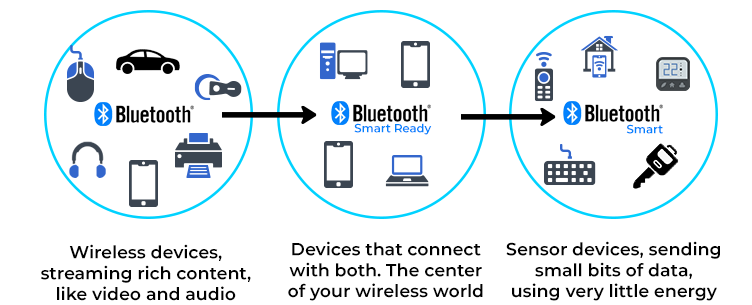 Bluetooth®
Bluetooth®
Smart Ready
22°
Bluetooth®
Smart
Wireless devices,
streaming rich content,
like video and audio
Devices that connect
with both. The center
of your wireless world
Sensor devices, sending
small bits of data,
using very little energy